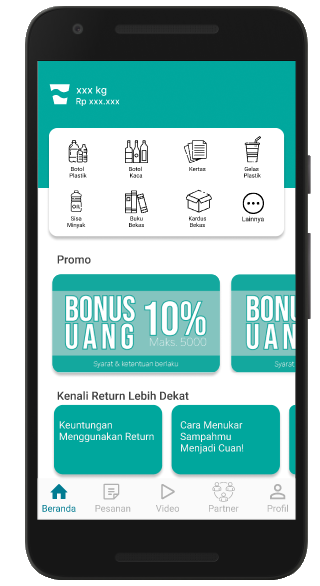 xxx kg
Rp xxx.xxx
Botol
Plastik
Botol
Kaca
Kertas
Gelas
Plastik
Sisa
Minyak
Buku
Bekas
Kardus
Bekas
Lainnya
Promo
BONUS
UANG
10%
Maks. 5000
Syarat & ketentuan berlaku
BONU
UAN
Syarat
Kenali Return Lebih Dekat
Keuntungan
Menggunakan Return
Cara Menukar
Sampahmu
Menjadi Cuan!
Beranda
Pesanan
Video
Partner
Profil